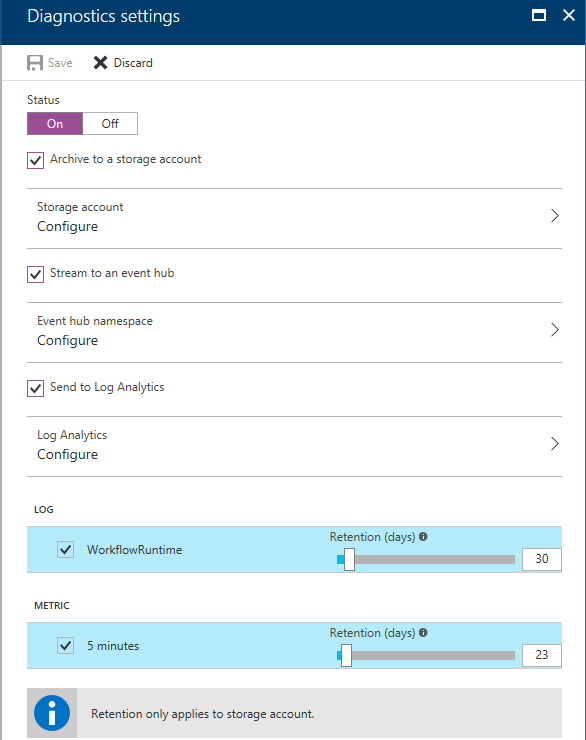 Diagnostics settings
Save Discard
Status
On Off
Archive to a storage account
Storage account
Configure
Stream to an event hub
Event hub namespace
Configure
Send to Log Analytics
Log Analytics
Configure
LOG
Retention (days)
WorkflowRuntime 30
METRIC
Retention (days)
5 minutes 23
Retention only applies to storage account.